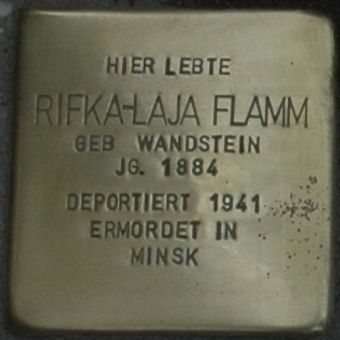 HIER LEBTE
RIFKA-LAJA FLAMM
GEB WANDSTEIN
JG. 1884
DEPORTIERT 1941
ERMORDET IN
MINSK